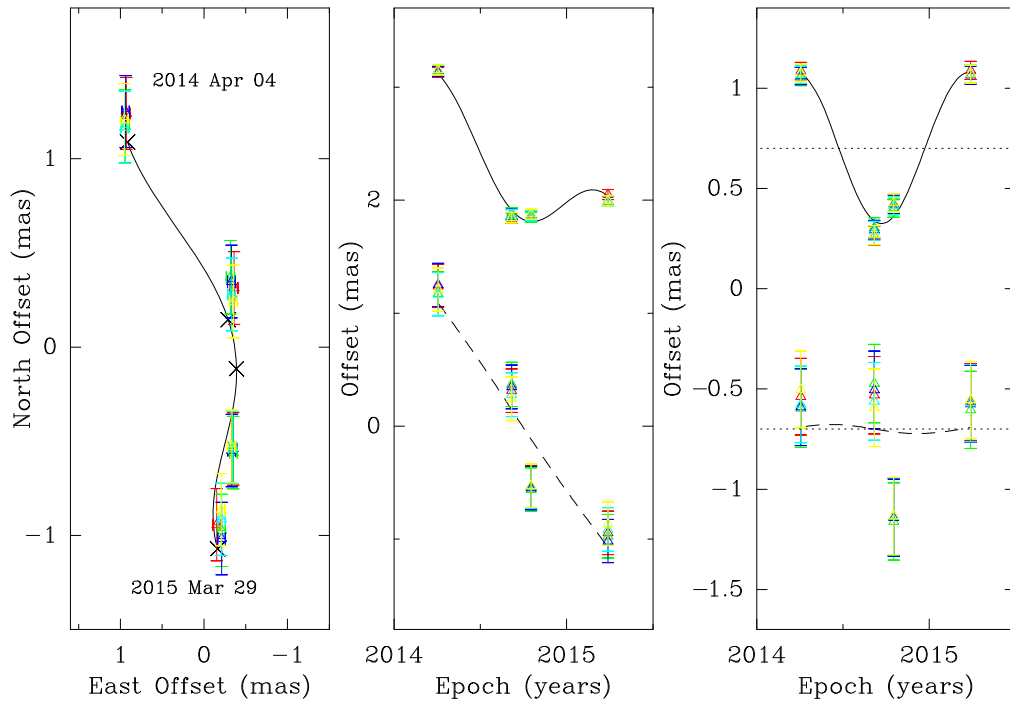 2014 Apr 04
2015 Mar 29
North Offset (mas)
1
0
−1
1
0
−1
East Offset (mas)
Offset (mas)
2
0
2014
2015
Epoch (years)
Offset (mas)
1
0.5
0
−0.5
−1
−1.5
2014
2015
Epoch (years)